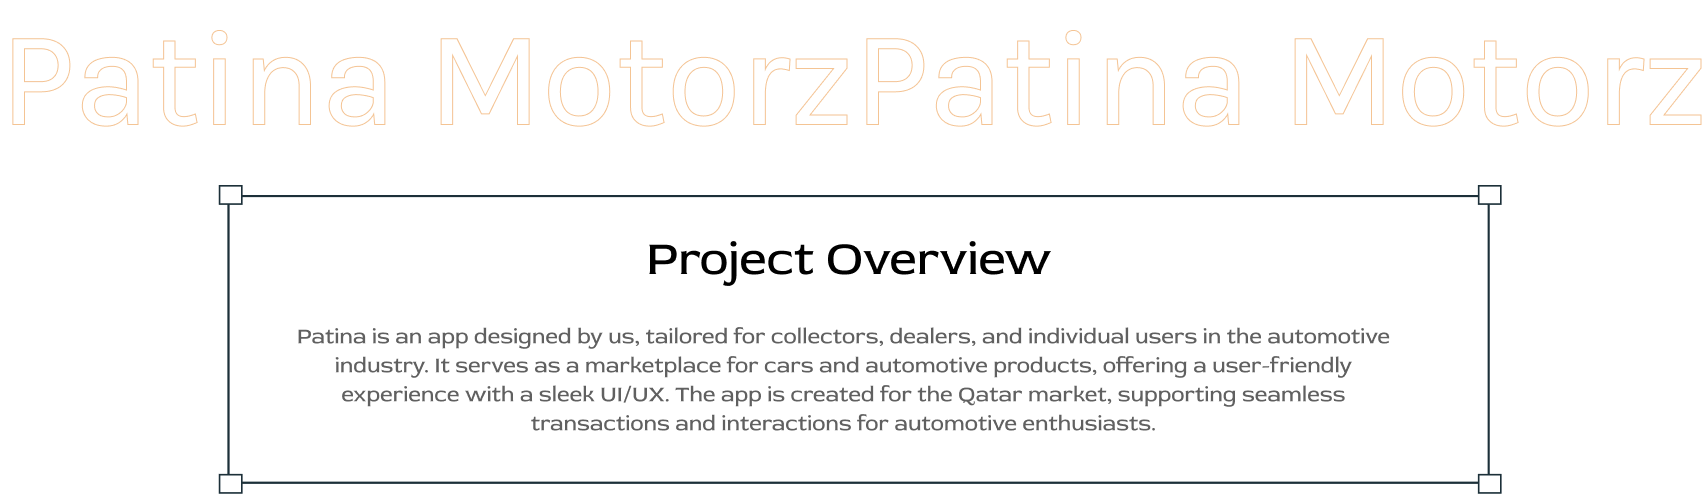 Patina MotorzPatina Motorz
Project Overview
Patina is an app designed by us, tailored for collectors, dealers, and individual users in the automotive
industry. It serves as a marketplace for cars and automotive products, offering a user-friendly
experience with a sleek UI/UX. The app is created for the Qatar market, supporting seamless
transactions and interactions for automotive enthusiasts.